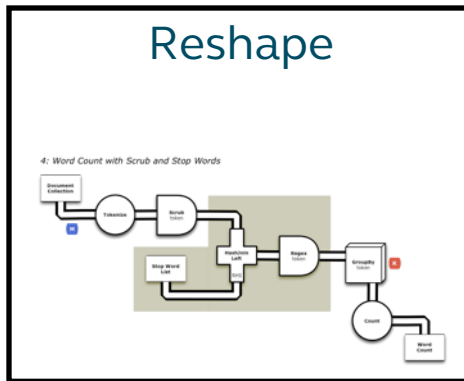 Reshape
4: Word Count with Scrub and Stop Words
Document
Collection
Tokenize
Scrub
token
M
HashJoin
Left
RHS
Stop Word
List
Regex
token
GroupBy
token
R
Count
Word
Count